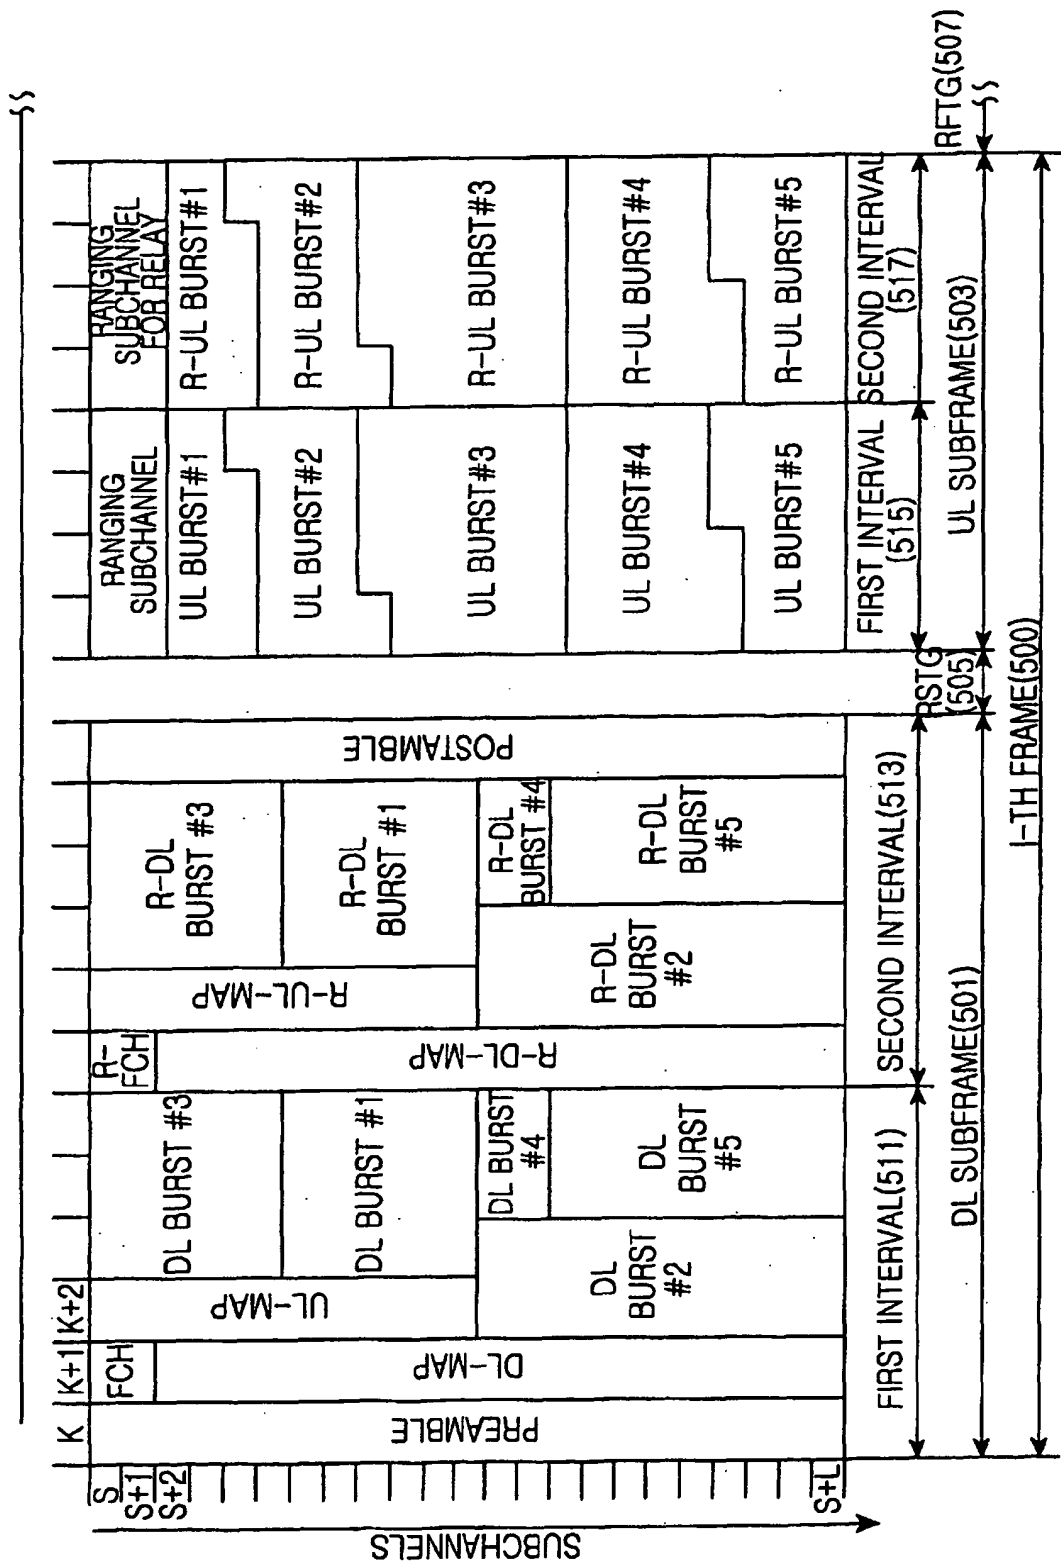 K
K+1
K+2
S
S+1
S+2
S+L
SUBCHANNELS
PREAMBLE
FCH
DL-MAP
UL-MAP
DL BURST #3
DL BURST #1
DL
BURST
#2
DL BURST
#4
DL
BURST
#5
R-
FCH
R-DL-MAP
R-UL-MAP
R-DL
BURST #3
R-DL
BURST #1
R-DL
BURST
#2
R-DL
BURST #4
R-DL
BURST
#5
POSTAMBLE
RANGING
SUBCHANNEL
UL BURST#1
UL BURST#2
UL BURST#3
UL BURST#4
UL BURST#5
RANGING
SUBCHANNEL
FOR RELAY
R-UL BURST#1
R-UL BURST#2
R-UL BURST#3
R-UL BURST#4
R-UL BURST#5
FIRST INTERVAL(511)
SECOND INTERVAL(513)
FIRST INTERVAL
(515)
SECOND INTERVAL
(517)
DL SUBFRAME(501)
RSTG
(505)
UL SUBFRAME(503)
RFTG(507)
I-TH FRAME(500)